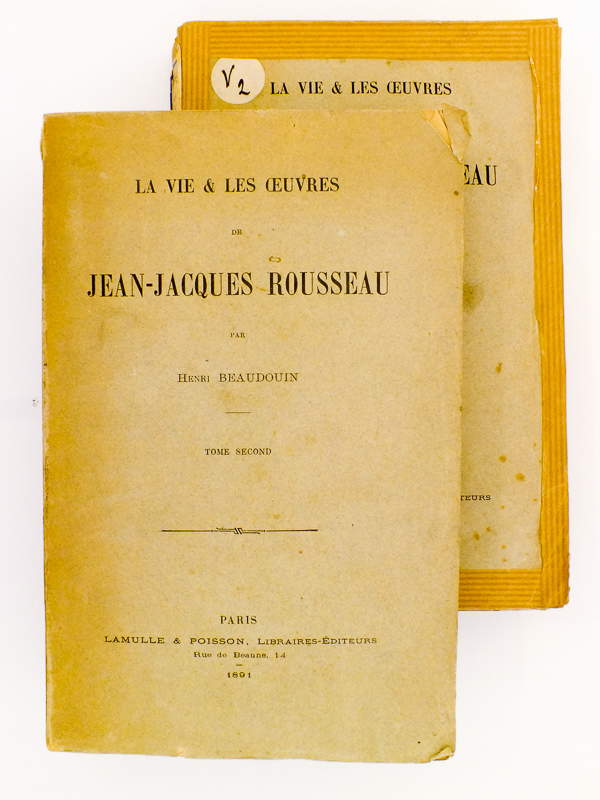 V2
LA VIE & LES ŒUVRES
EAU
TEURS
LA VIE & LES ŒUVRES
DE
JEAN-JACQUES ROUSSEAU
PAR
HENRI BEAUDOUIN
TOME SECOND
PARIS
LAMULLE & POISSON, LIBRAIRES-ÉDITEURS
Rue de Beaune, 14
1891